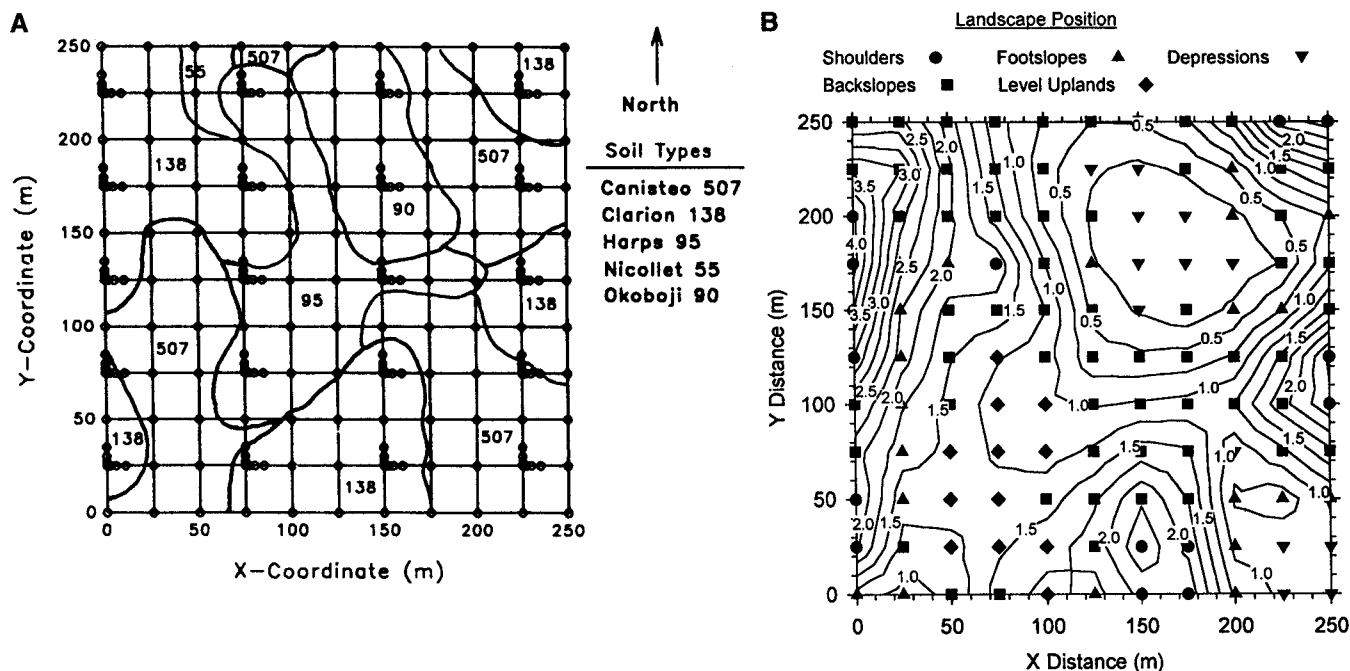 A
250
200
150
100
50
0
Y-Coordinate (m)
0 50 100 150 200 250
X-Coordinate (m)
55 507 138
138 507
90
95 138
507
138 507
138
North
Soil Types
Canisteo 507
Clarion 138
Harps 95
Nicollet 55
Okoboji 90
B
Landscape Position
Shoulders Footslopes Depressions
Backslopes Level Uplands
250
200
150
100
50
0
Y Distance (m)
0 50 100 150 200 250
X Distance (m)
2.5 1.0 0.5 2.0
1.5
3.0 1.5 1.0
3.5 0.5 0.5
4.0
2.5 2.0 0.5
3.0 1.0 1.0
3.5 1.5 0.5 0.5 1.5
2.5 2.0
2.0 1.5 1.0 1.0
1.5
1.5 1.0 1.0
2.0 1.5 1.5 2.0 2.0 1.5 1.0
1.0 1.0 1.0